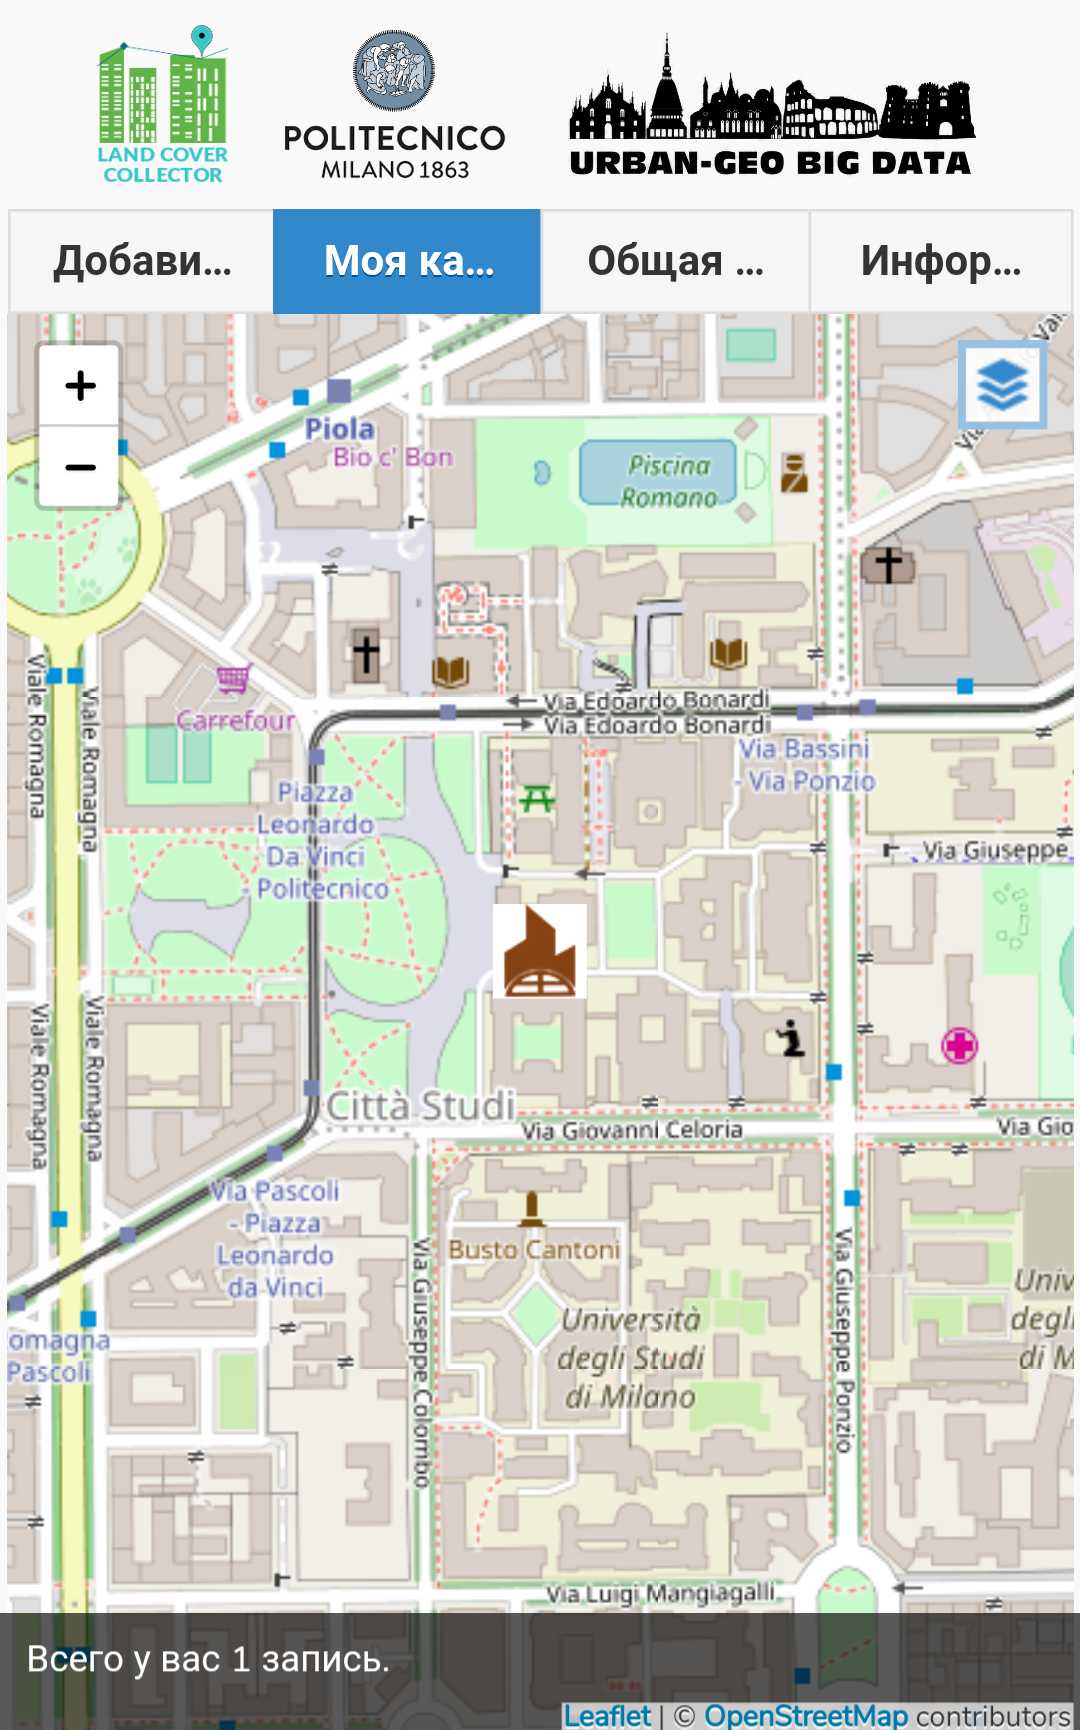 LAND COVER
COLLECTOR
POLITECNICO
MILANO 1863
URBAN-GEO BIG DATA
Добави...
Моя ка...
Общая ...
Инфор...
+
−
Piola
Bio c' Bon
Piscina
Romano
Carrefour
Viale Romagna
Viale Romagna
Via Edoardo Bonardi
Via Edoardo Bonardi
Via Bassini
- Via Ponzio
Piazza
Leonardo
Da Vinci
- Politecnico
Via Giuseppe
Viale Romagna
Viale Romagna
Città Studi
Via Giovanni Celoria
Via Gio
Via Pascoli
- Piazza
Leonardo
da Vinci
Busto Cantoni
Via Giuseppe Colombo
Via Giuseppe Ponzio
Università
degli Studi
di Milano
Univ
degli
di M
omagna
Pascoli
Via Luigi Mangiagalli
Всего у вас 1 запись.
Leaflet | © OpenStreetMap contributors